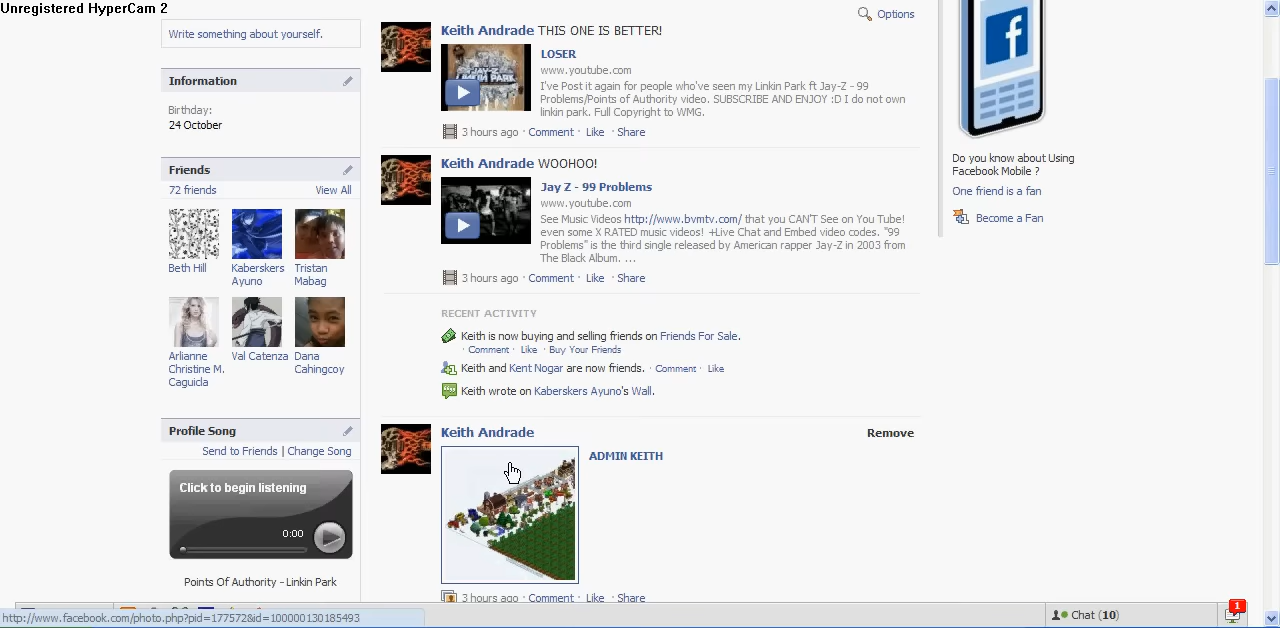 Unregistered HyperCam 2
Write something about yourself.
Information
Birthday:
24 October
Friends
72 friends
View All
Beth Hill
Kaberskers Ayuno
Tristan Mabag
Arlianne Christine M. Caguicla
Val Catenza
Dana Cahingcoy
Profile Song
Send to Friends | Change Song
Click to begin listening
0:00
Points Of Authority - Linkin Park
Options
Keith Andrade THIS ONE IS BETTER!
JAY-Z
LINKIN PARK
LOSER
www.youtube.com
I've Post it again for people who've seen my Linkin Park ft Jay-Z - 99
Problems/Points of Authority video. SUBSCRIBE AND ENJOY :D I do not own
linkin park. Full Copyright to WMG.
3 hours ago · Comment · Like · Share
Keith Andrade WOOHOO!
Jay Z - 99 Problems
www.youtube.com
See Music Videos http://www.bvmtv.com/ that you CAN'T See on You Tube!
even some X RATED music videos! +Live Chat and Embed video codes. "99
Problems" is the third single released by American rapper Jay-Z in 2003 from
The Black Album. ...
3 hours ago · Comment · Like · Share
RECENT ACTIVITY
Keith is now buying and selling friends on Friends For Sale.
· Comment · Like · Buy Your Friends
Keith and Kent Nogar are now friends. · Comment · Like
Keith wrote on Kaberskers Ayuno's Wall.
Keith Andrade
Remove
ADMIN KEITH
3 hours ago · Comment · Like · Share
f
Do you know about Using
Facebook Mobile ?
One friend is a fan
Become a Fan
http://www.facebook.com/photo.php?pid=177572&id=100000130185493
Chat (10)
1